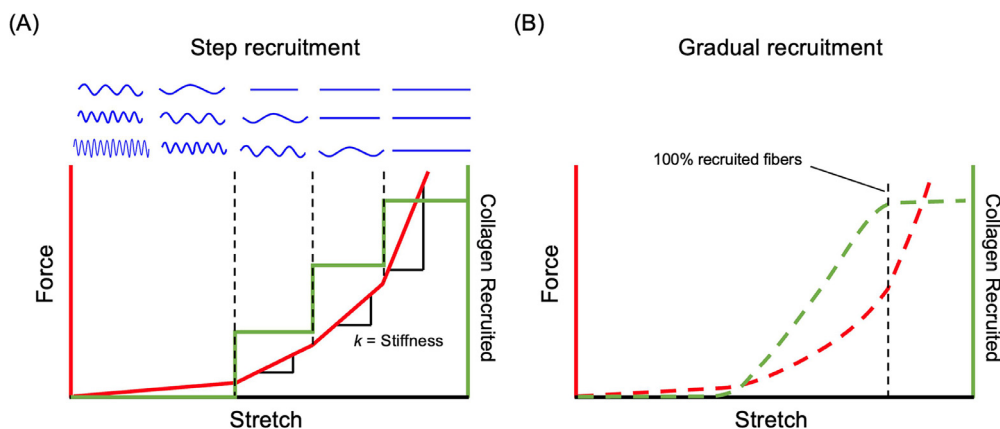 (A)
Step recruitment
Force
k = Stiffness
Collagen Recruited
Stretch
(B)
Gradual recruitment
100% recruited fibers
Force
Collagen Recruited
Stretch